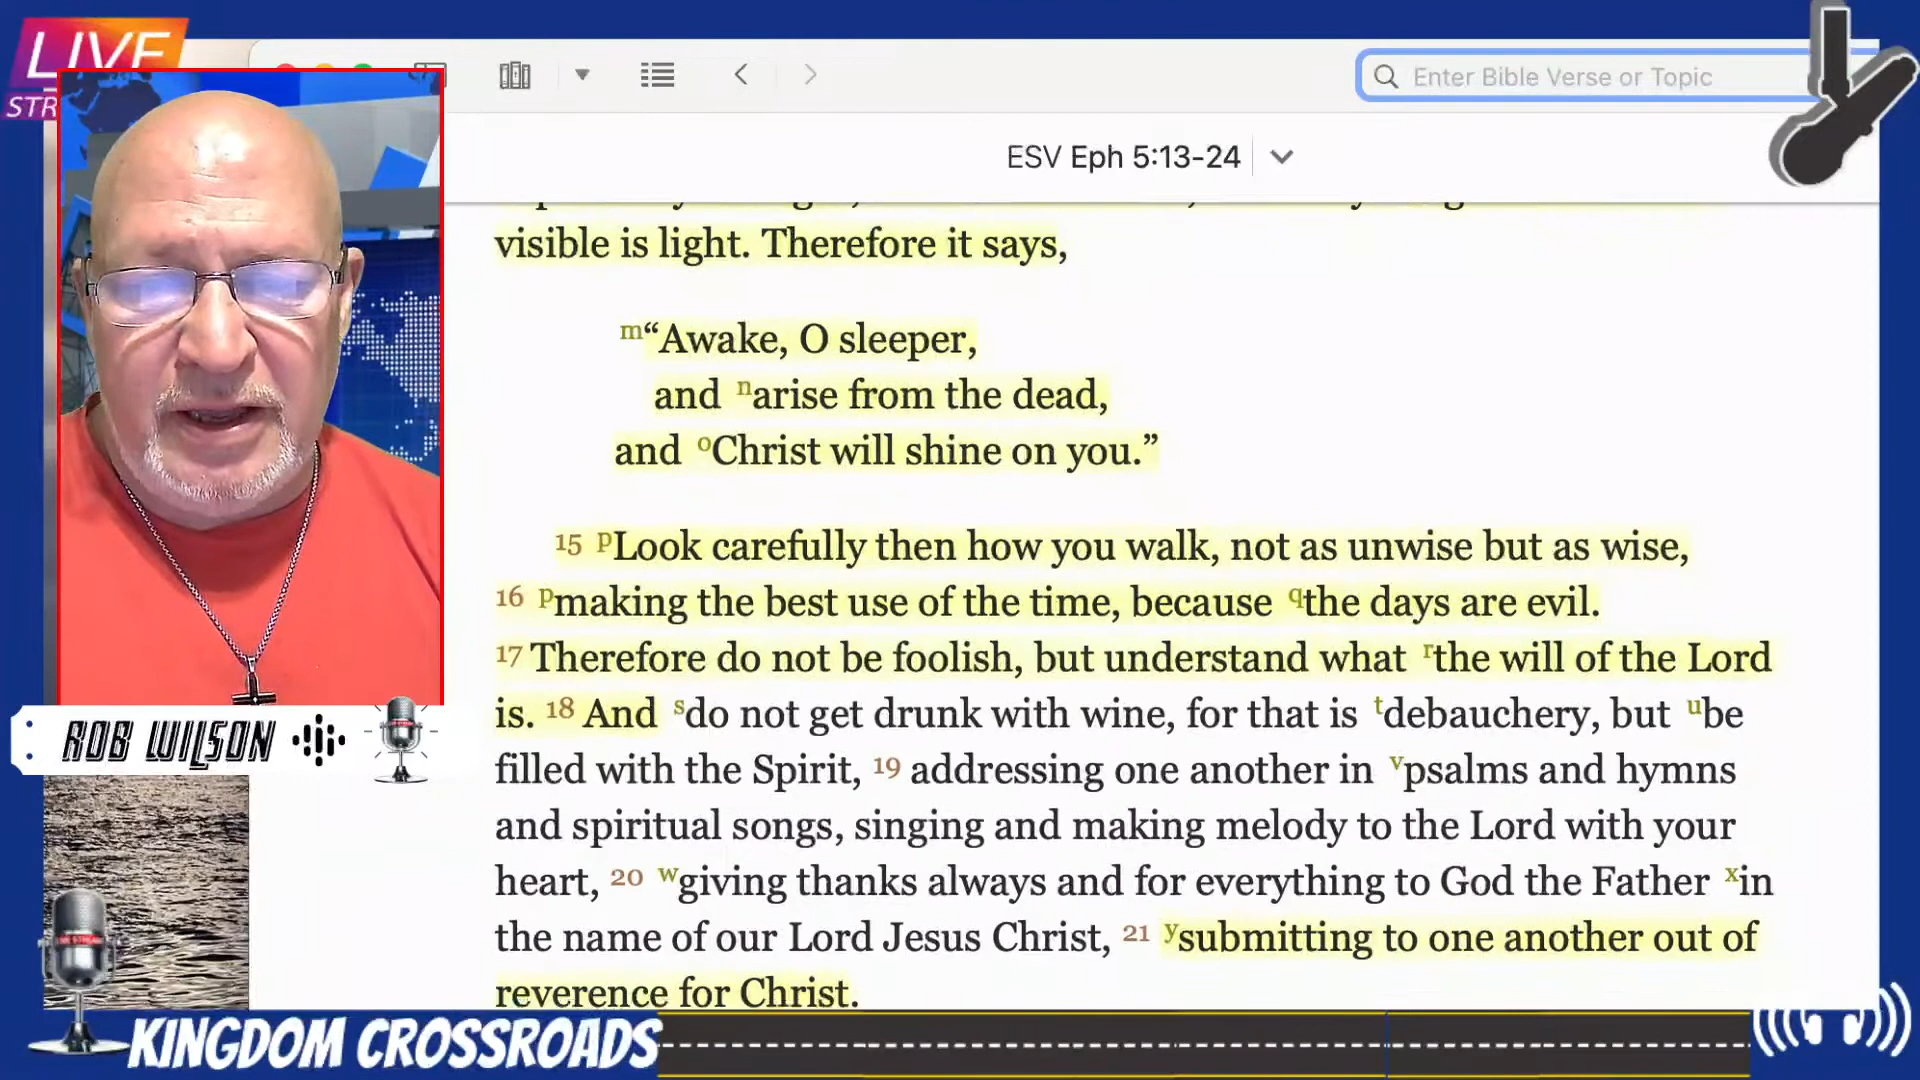 LIVE
STR
Enter Bible Verse or Topic
ESV Eph 5:13-24
visible is light. Therefore it says,
m“Awake, O sleeper,
and narise from the dead,
and oChrist will shine on you.”
15 pLook carefully then how you walk, not as unwise but as wise,
16 pmaking the best use of the time, because qthe days are evil.
17 Therefore do not be foolish, but understand what rthe will of the Lord
is. 18 And sdo not get drunk with wine, for that is tdebauchery, but ube
filled with the Spirit, 19 addressing one another in vpsalms and hymns
and spiritual songs, singing and making melody to the Lord with your
heart, 20 wgiving thanks always and for everything to God the Father xin
the name of our Lord Jesus Christ, 21 ysubmitting to one another out of
reverence for Christ.
ROB WILSON
KINGDOM CROSSROADS